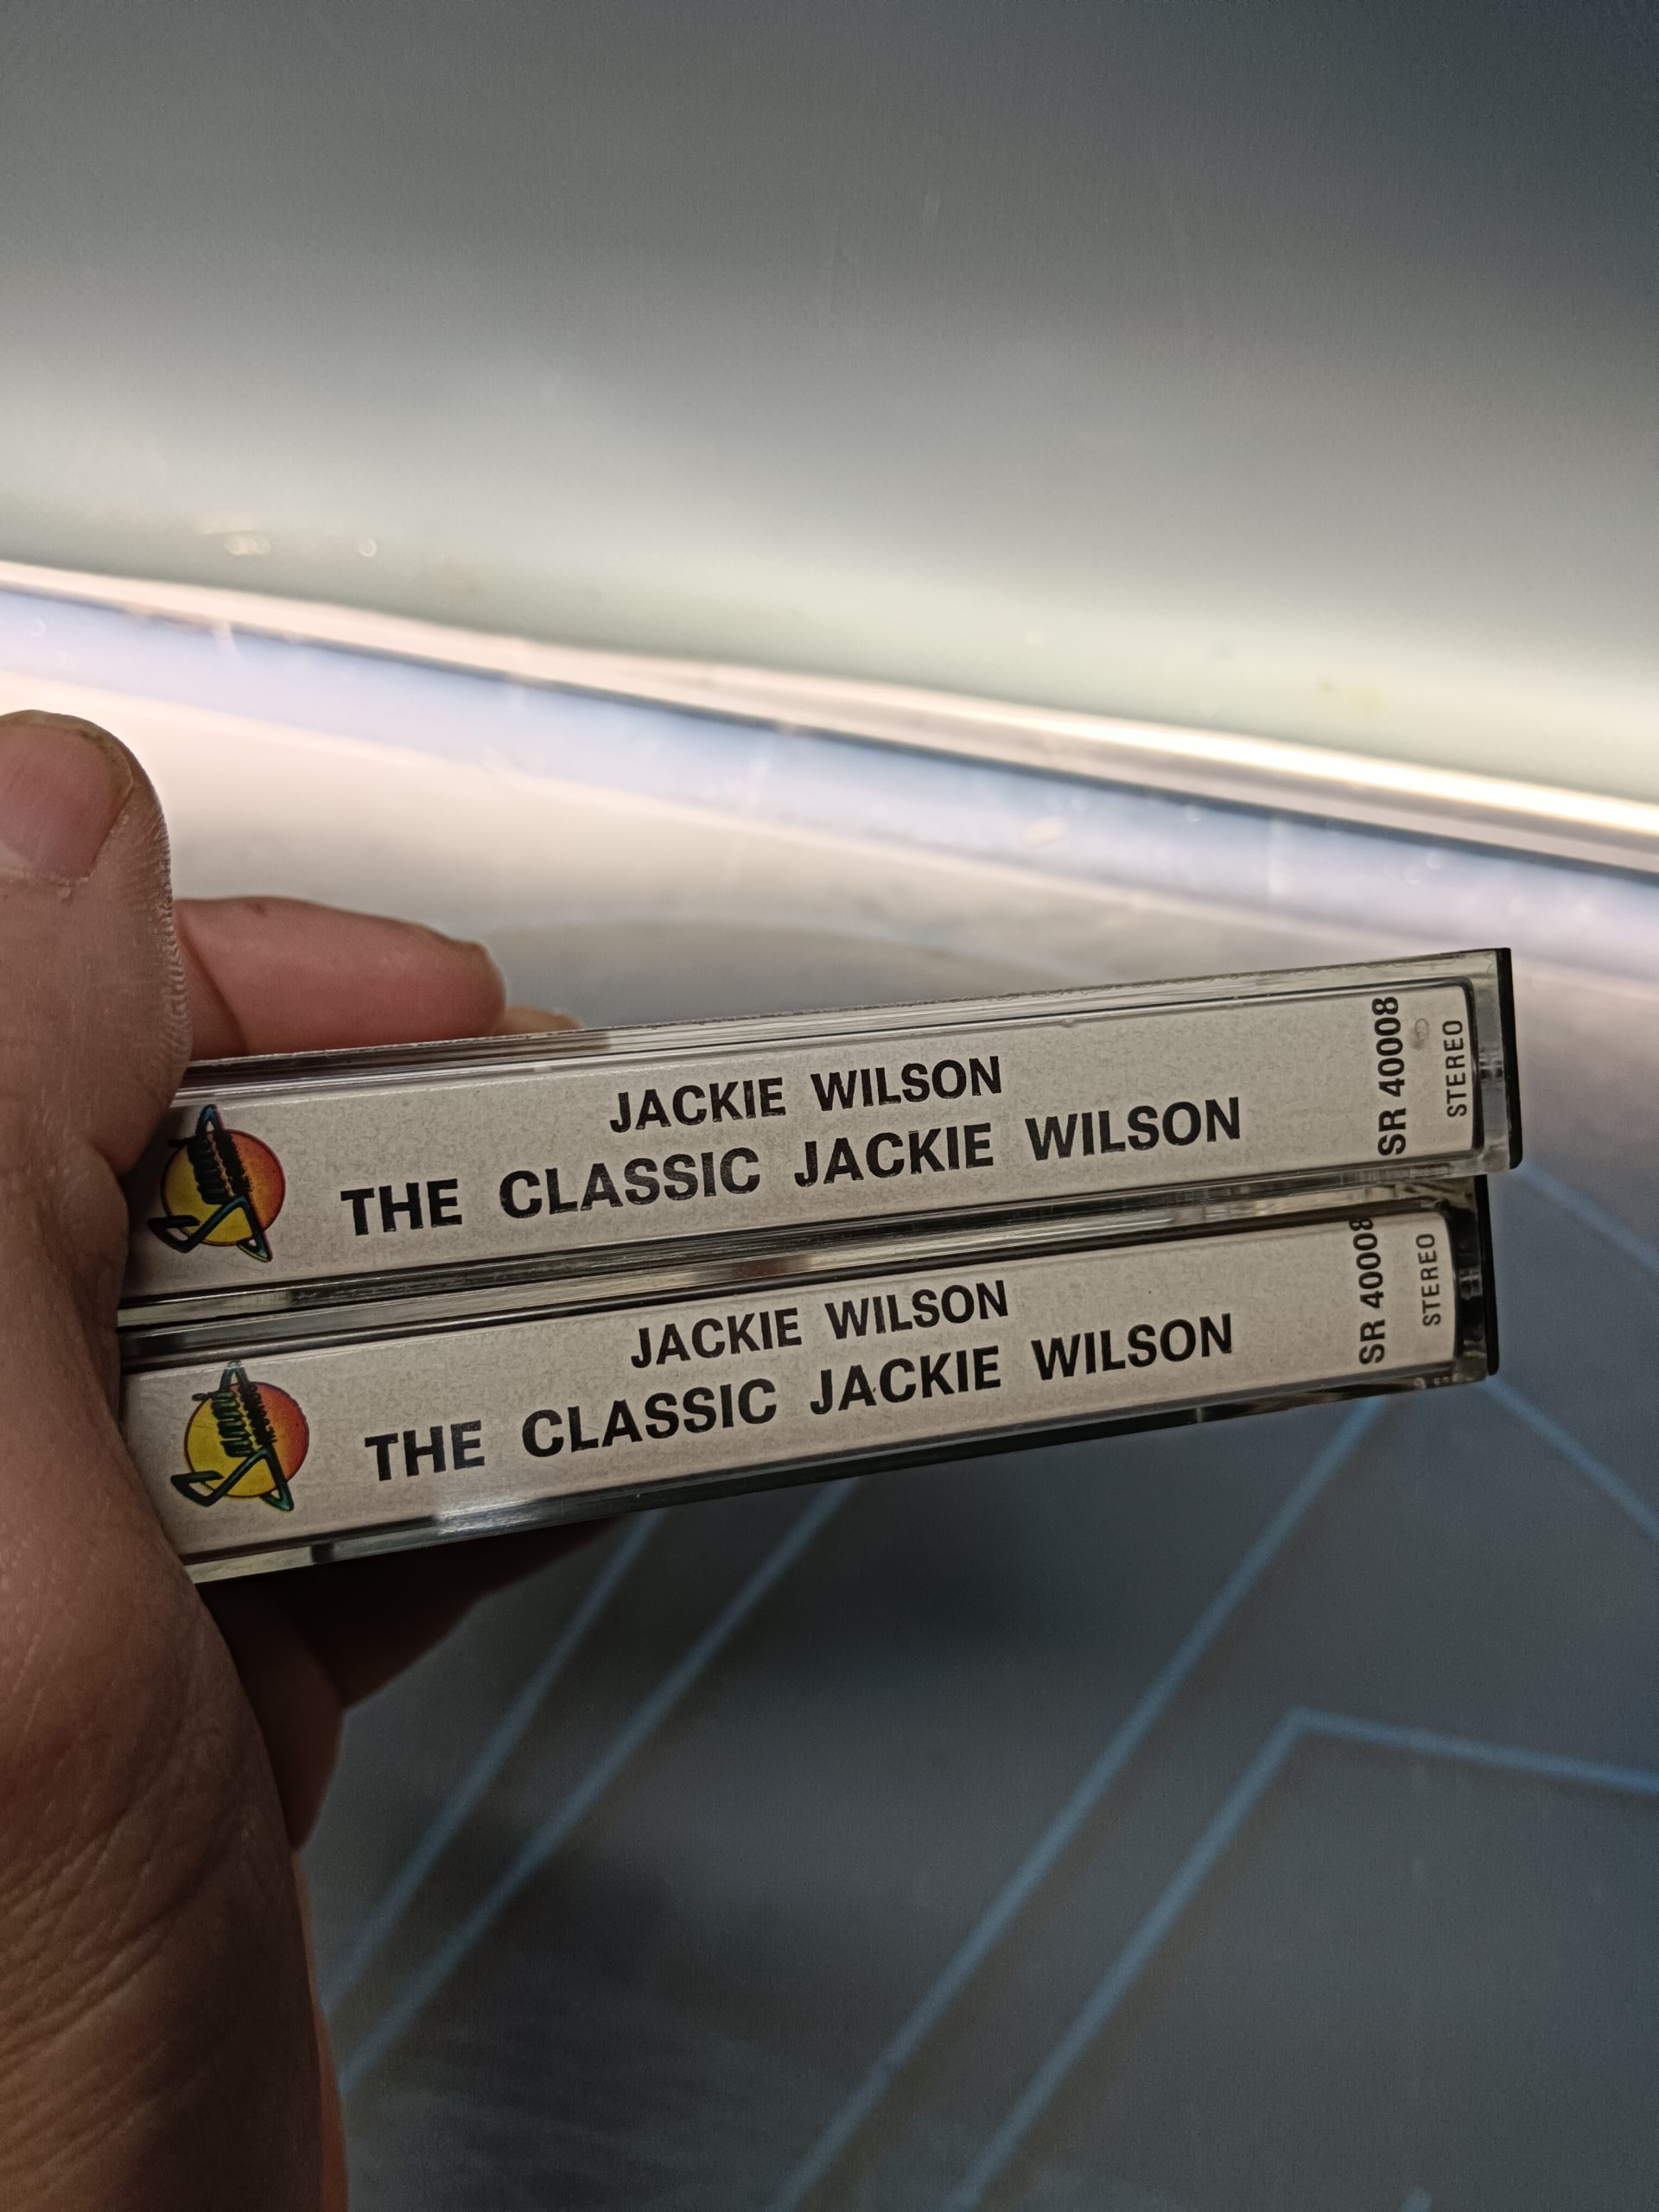 JACKIE WILSON
THE CLASSIC JACKIE WILSON
SR 40008
STEREO
JACKIE WILSON
THE CLASSIC JACKIE WILSON
SR 40008
STEREO